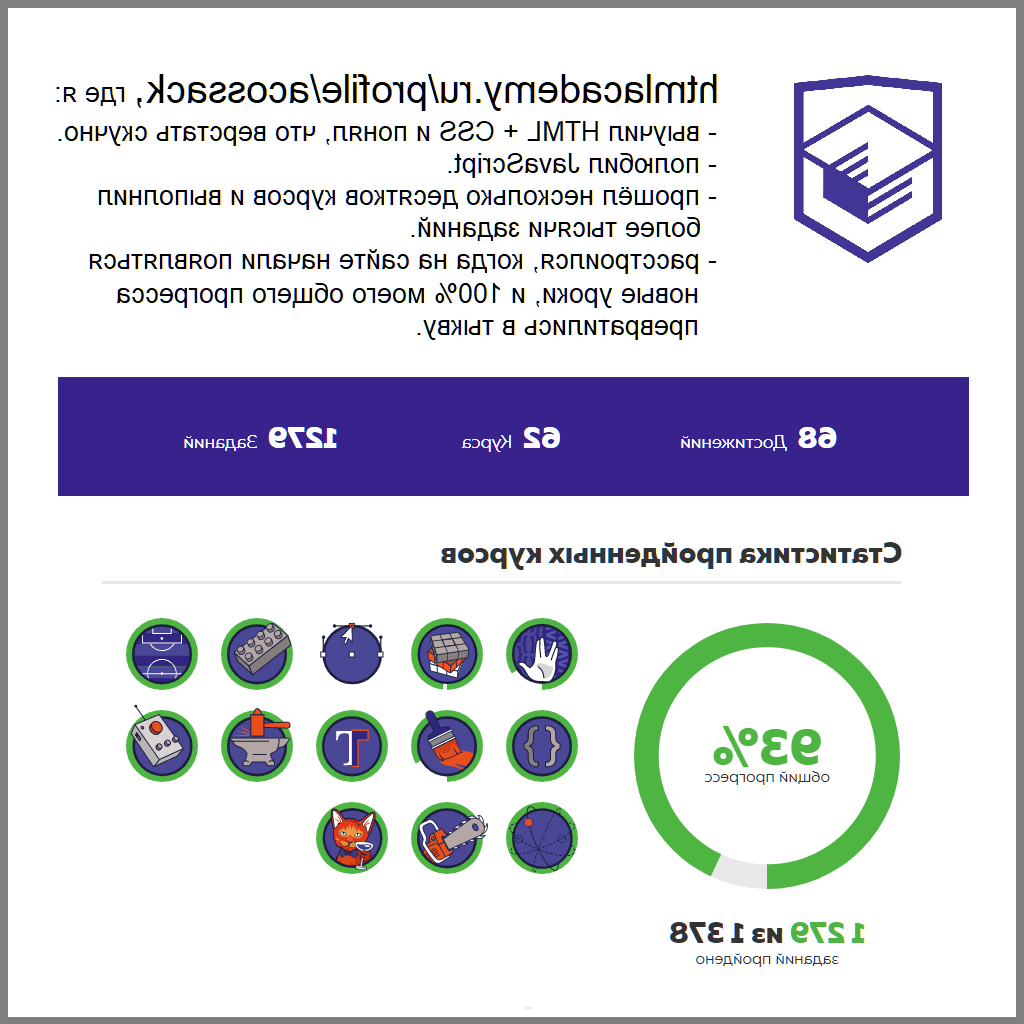 htmlacademy.ru/profile/acossack, где я:
- выучил HTML + CSS и понял, что верстать скучно.
- полюбил JavaScript.
- прошёл несколько десятков курсов и выполнил
более тысячи заданий.
- расстроился, когда на сайте начали появляться
новые уроки, и 100% моего общего прогресса
превратились в тыкву.
68 Достижений 62 Курса 1279 Заданий
Статистика пройденных курсов
93%
общий прогресс
{}
T
1 279 из 1 378
заданий пройдено